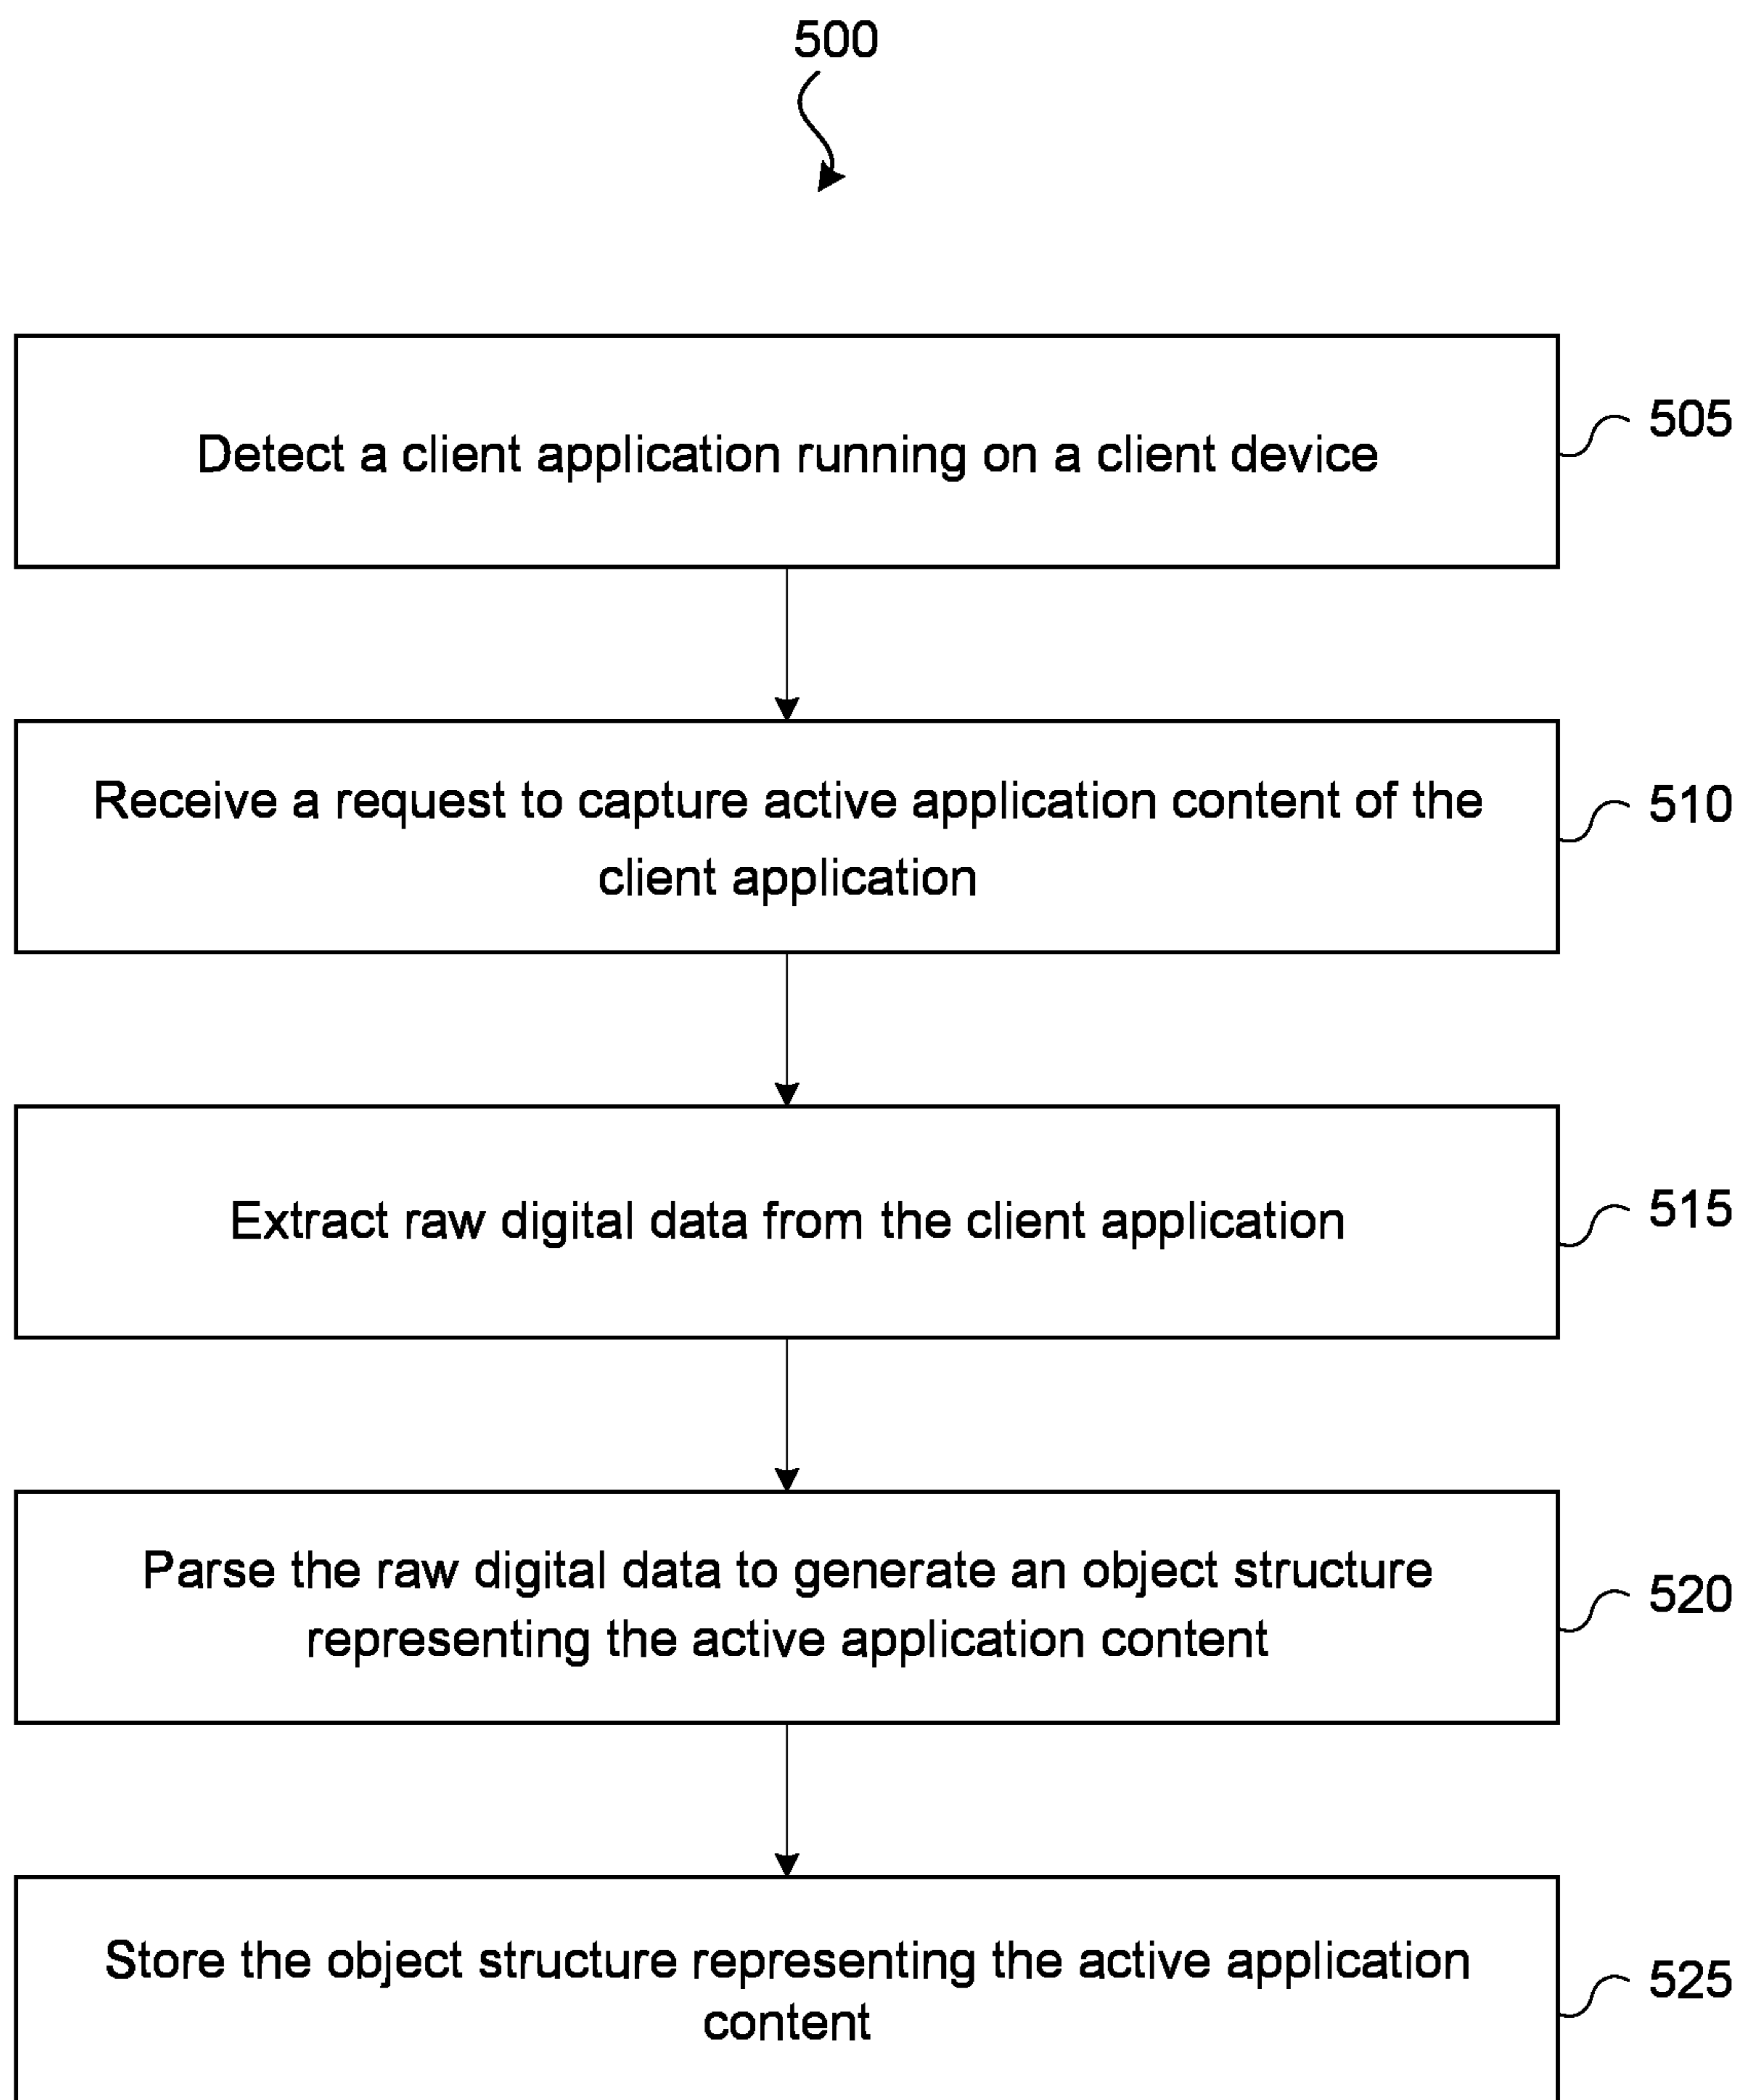 500
Detect a client application running on a client device
505
Receive a request to capture active application content of the
client application
510
Extract raw digital data from the client application
515
Parse the raw digital data to generate an object structure
representing the active application content
520
Store the object structure representing the active application
content
525